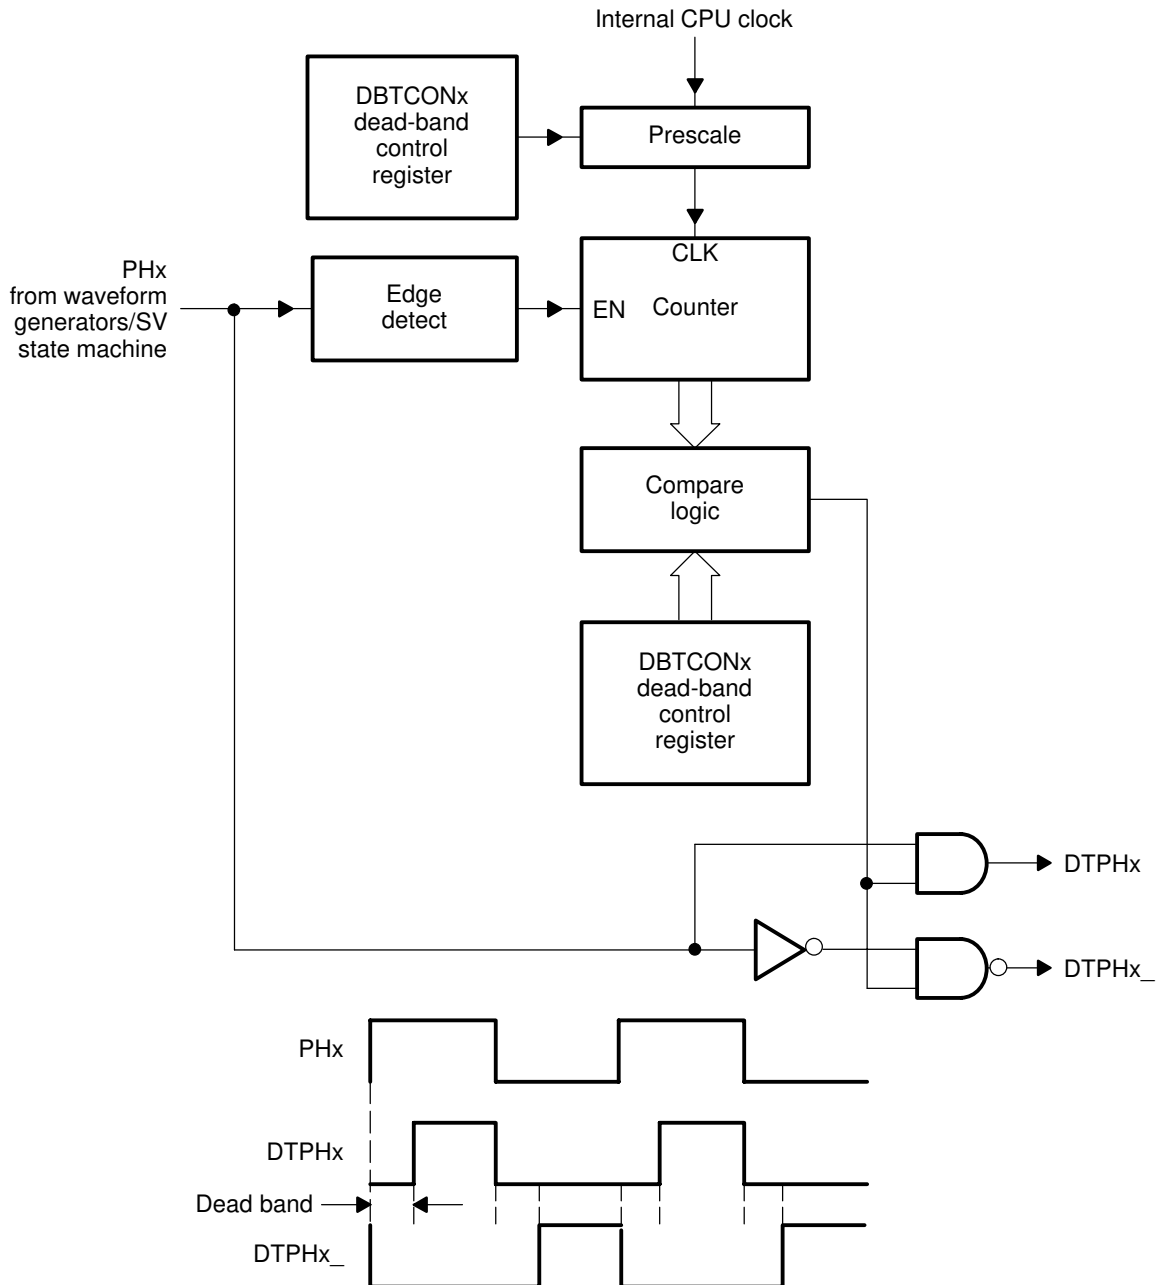 Internal CPU clock
DBTCONx
dead-band
control
register
Prescale
PHx
from waveform
generators/SV
state machine
Edge
detect
CLK
EN
Counter
Compare
logic
DBTCONx
dead-band
control
register
DTPHx
DTPHx_
PHx
DTPHx
Dead band
DTPHx_